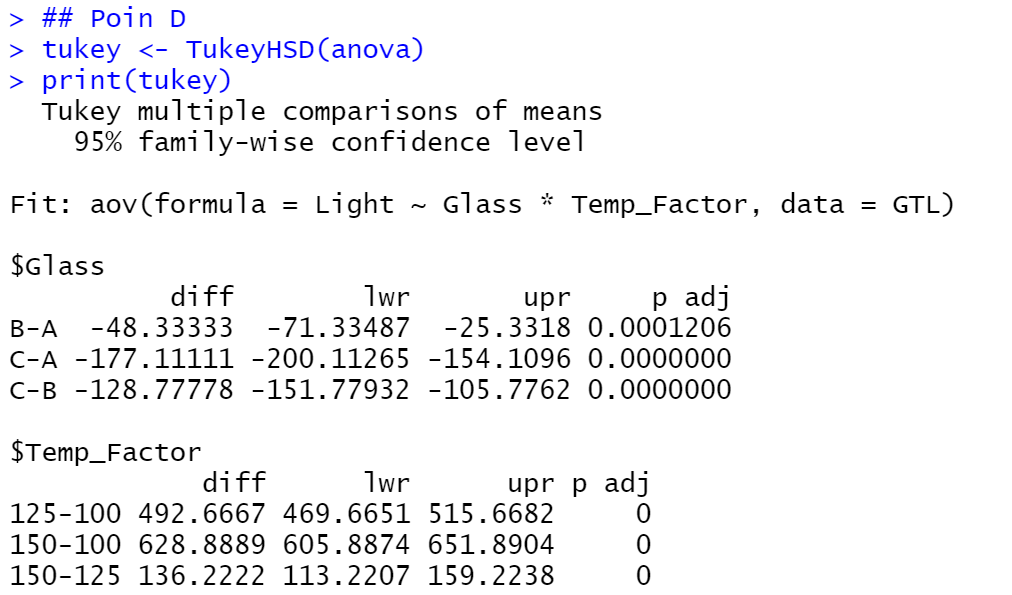 > ## Poin D
> tukey <- TukeyHSD(anova)
> print(tukey)
  Tukey multiple comparisons of means
    95% family-wise confidence level

Fit: aov(formula = Light ~ Glass * Temp_Factor, data = GTL)

$Glass
          diff        lwr       upr     p adj
B-A  -48.33333  -71.33487  -25.3318 0.0001206
C-A -177.11111 -200.11265 -154.1096 0.0000000
C-B -128.77778 -151.77932 -105.7762 0.0000000

$Temp_Factor
            diff      lwr      upr p adj
125-100 492.6667 469.6651 515.6682     0
150-100 628.8889 605.8874 651.8904     0
150-125 136.2222 113.2207 159.2238     0